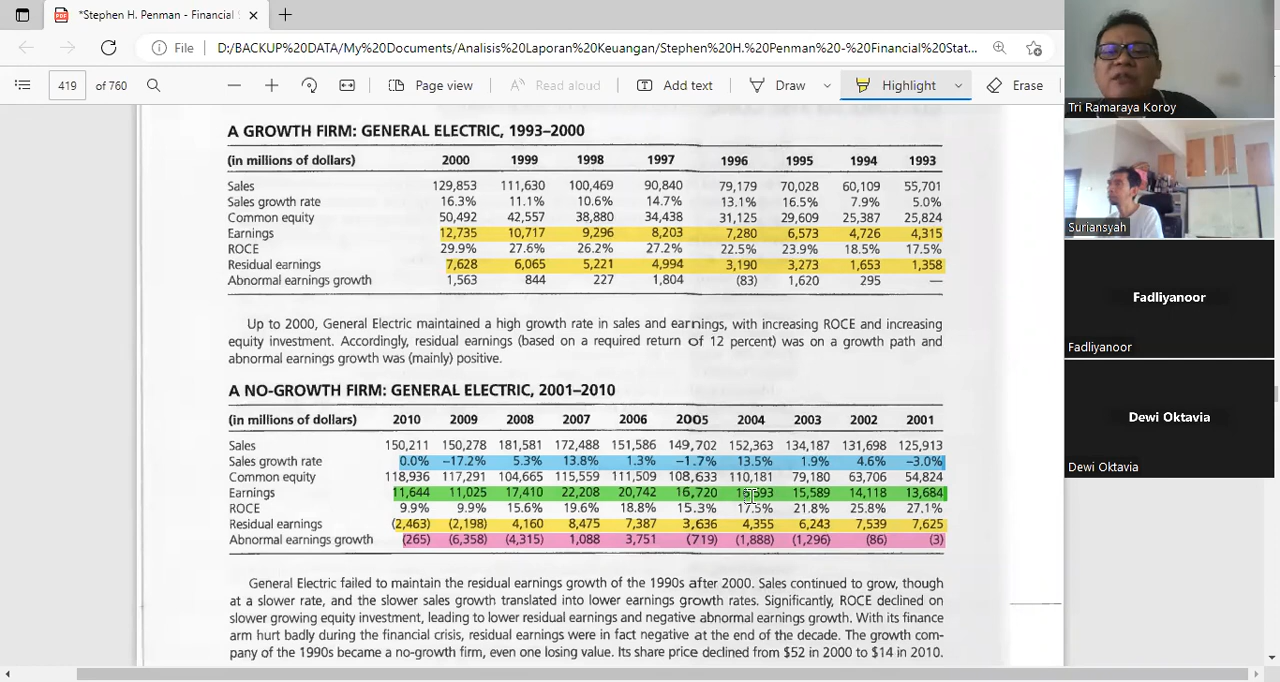 *Stephen H. Penman - Financial S
File D:/BACKUP%20DATA/My%20Documents/Analisis%20Laporan%20Keuangan/Stephen%20H.%20Penman%20-%20Financial%20Stat...
419 of 760 Page view Read aloud Add text Draw Highlight Erase
A GROWTH FIRM: GENERAL ELECTRIC, 1993–2000
(in millions of dollars) 2000 1999 1998 1997 1996 1995 1994 1993
Sales 129,853 111,630 100,469 90,840 79,179 70,028 60,109 55,701
Sales growth rate 16.3% 11.1% 10.6% 14.7% 13.1% 16.5% 7.9% 5.0%
Common equity 50,492 42,557 38,880 34,438 31,125 29,609 25,387 25,824
Earnings 12,735 10,717 9,296 8,203 7,280 6,573 4,726 4,315
ROCE 29.9% 27.6% 26.2% 27.2% 22.5% 23.9% 18.5% 17.5%
Residual earnings 7,628 6,065 5,221 4,994 3,190 3,273 1,653 1,358
Abnormal earnings growth 1,563 844 227 1,804 (83) 1,620 295 —
Up to 2000, General Electric maintained a high growth rate in sales and earnings, with increasing ROCE and increasing
equity investment. Accordingly, residual earnings (based on a required return of 12 percent) was on a growth path and
abnormal earnings growth was (mainly) positive.
A NO-GROWTH FIRM: GENERAL ELECTRIC, 2001–2010
(in millions of dollars) 2010 2009 2008 2007 2006 2005 2004 2003 2002 2001
Sales 150,211 150,278 181,581 172,488 151,586 149,702 152,363 134,187 131,698 125,913
Sales growth rate 0.0% −17.2% 5.3% 13.8% 1.3% −1.7% 13.5% 1.9% 4.6% −3.0%
Common equity 118,936 117,291 104,665 115,559 111,509 108,633 110,181 79,180 63,706 54,824
Earnings 11,644 11,025 17,410 22,208 20,742 16,720 15,589 14,118 13,684
ROCE 9.9% 9.9% 15.6% 19.6% 18.8% 15.3% 17.5% 21.8% 25.8% 27.1%
Residual earnings (2,463) (2,198) 4,160 8,475 7,387 3,636 4,355 6,243 7,539 7,625
Abnormal earnings growth (265) (6,358) (4,315) 1,088 3,751 (719) (1,888) (1,296) (86) (3)
General Electric failed to maintain the residual earnings growth of the 1990s after 2000. Sales continued to grow, though
at a slower rate, and the slower sales growth translated into lower earnings growth rates. Significantly, ROCE declined on
slower growing equity investment, leading to lower residual earnings and negative abnormal earnings growth. With its finance
arm hurt badly during the financial crisis, residual earnings were in fact negative at the end of the decade. The growth com-
pany of the 1990s became a no-growth firm, even one losing value. Its share price declined from $52 in 2000 to $14 in 2010.
Tri Ramaraya Koroy
Suriansyah
Fadliyanoor
Fadliyanoor
Dewi Oktavia
Dewi Oktavia